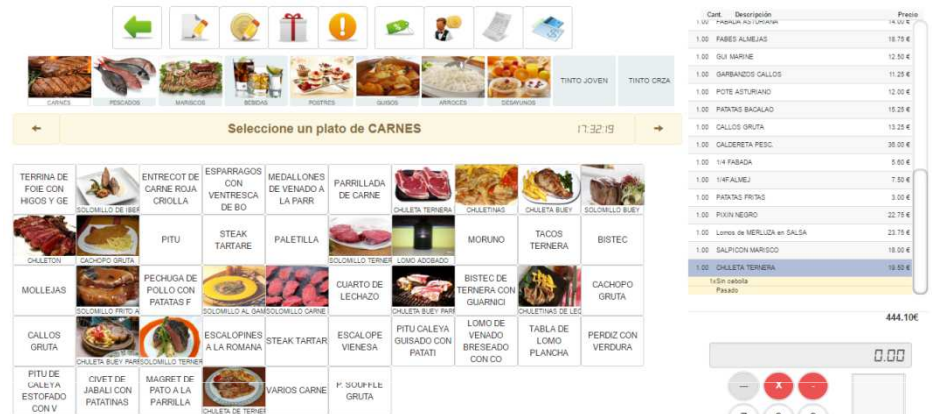 CARNES
PESCADOS
MARISCOS
BEBIDAS
POSTRES
GUISOS
ARROCES
DESAYUNOS
TINTO JOVEN
TINTO CRZA
Seleccione un plato de CARNES
17:32:19
TERRINA DE
FOIE CON
HIGOS Y GE
SOLOMILLO DE IBER
ENTRECOT DE
CARNE ROJA
CRIOLLA
ESPARRAGOS
CON
VENTRESCA
DE BO
MEDALLONES
DE VENADO A
LA PARR
PARRILLADA
DE CARNE
CHULETA TERNERA
CHULETINAS
CHULETA BUEY
SOLOMILLO BUEY
CHULETON
CACHOPO GRUTA
PITU
STEAK
TARTARE
PALETILLA
SOLOMILLO TERNER
LOMO ADOBADO
MORUNO
TACOS
TERNERA
BISTEC
MOLLEJAS
SOLOMILLO FRITO A
PECHUGA DE
POLLO CON
PATATAS F
SOLOMILLO AL GAM
SOLOMILLO CARNE
CUARTO DE
LECHAZO
CHULETA BUEY PARR
BISTEC DE
TERNERA CON
GUARNICI
CHULETINAS DE LEC
CACHOPO
GRUTA
CALLOS
GRUTA
CHULETA BUEY PARR
SOLOMILLO TERNER
ESCALOPINES
A LA ROMANA
STEAK TARTAR
ESCALOPE
VIENESA
PITU CALEYA
GUISADO CON
PATATI
LOMO DE
VENADO
BRESEADO
CON CO
TABLA DE
LOMO
PLANCHA
PERDIZ CON
VERDURA
PITU DE
CALEYA
ESTOFADO
CON V
CIVET DE
JABALI CON
PATATINAS
MAGRET DE
PATO A LA
PARRILLA
CHULETA DE TERNER
VARIOS CARNE
P. SOUFFLE
GRUTA
Cant. Descripción Precio
1.00 FABADA ASTURIANA 14.00 €
1.00 FABES ALMEJAS 18.75 €
1.00 GUI MARINE 12.50 €
1.00 GARBANZOS CALLOS 11.25 €
1.00 POTE ASTURIANO 12.00 €
1.00 PATATAS BACALAO 15.25 €
1.00 CALLOS GRUTA 13.25 €
1.00 CALDERETA PESC. 36.00 €
1.00 1/4 FABADA 5.60 €
1.00 1/4F.ALMEJ 7.50 €
1.00 PATATAS FRITAS 3.00 €
1.00 PIXIN NEGRO 22.75 €
1.00 Lomos de MERLUZA en SALSA 23.75 €
1.00 SALPICON MARISCO 18.00 €
1.00 CHULETA TERNERA 19.50 €
1xSin cebolla
Pasado
444.10€
0.00
X
-